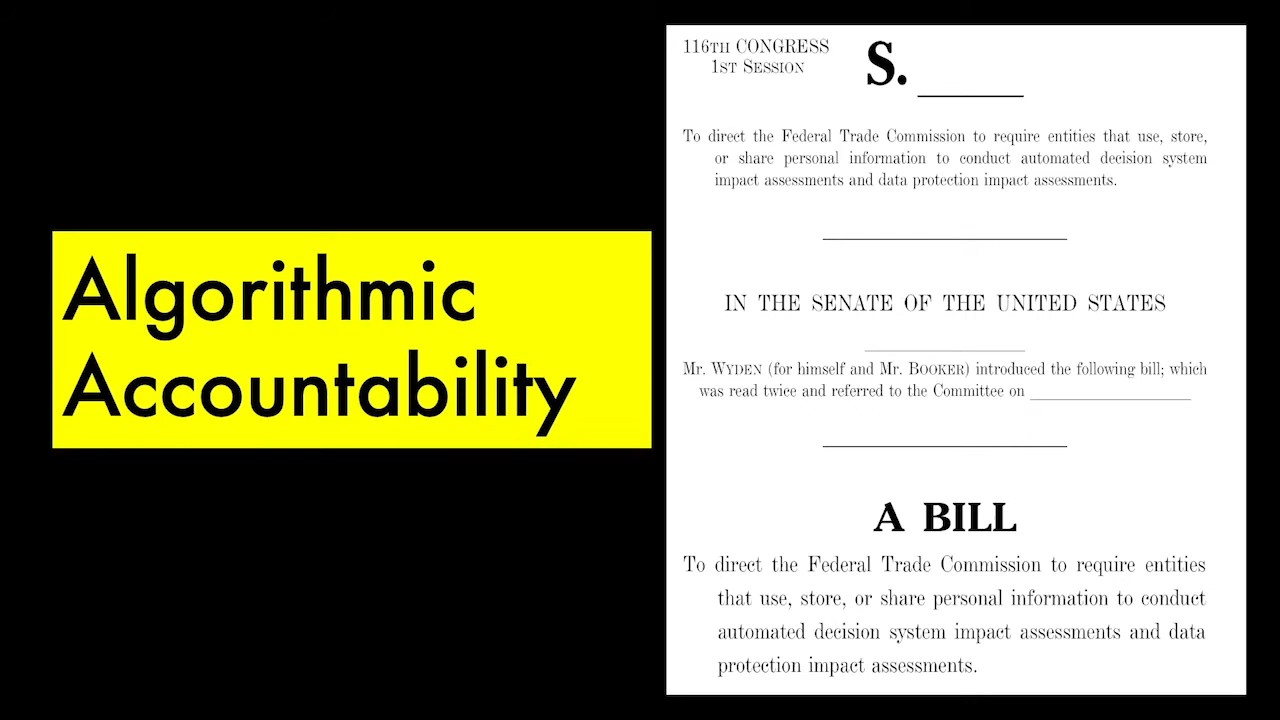 Algorithmic
Accountability
116TH CONGRESS
1ST SESSION
S.
To direct the Federal Trade Commission to require entities that use, store,
or share personal information to conduct automated decision system
impact assessments and data protection impact assessments.
IN THE SENATE OF THE UNITED STATES
Mr. WYDEN (for himself and Mr. BOOKER) introduced the following bill; which
was read twice and referred to the Committee on
A BILL
To direct the Federal Trade Commission to require entities
that use, store, or share personal information to conduct
automated decision system impact assessments and data
protection impact assessments.